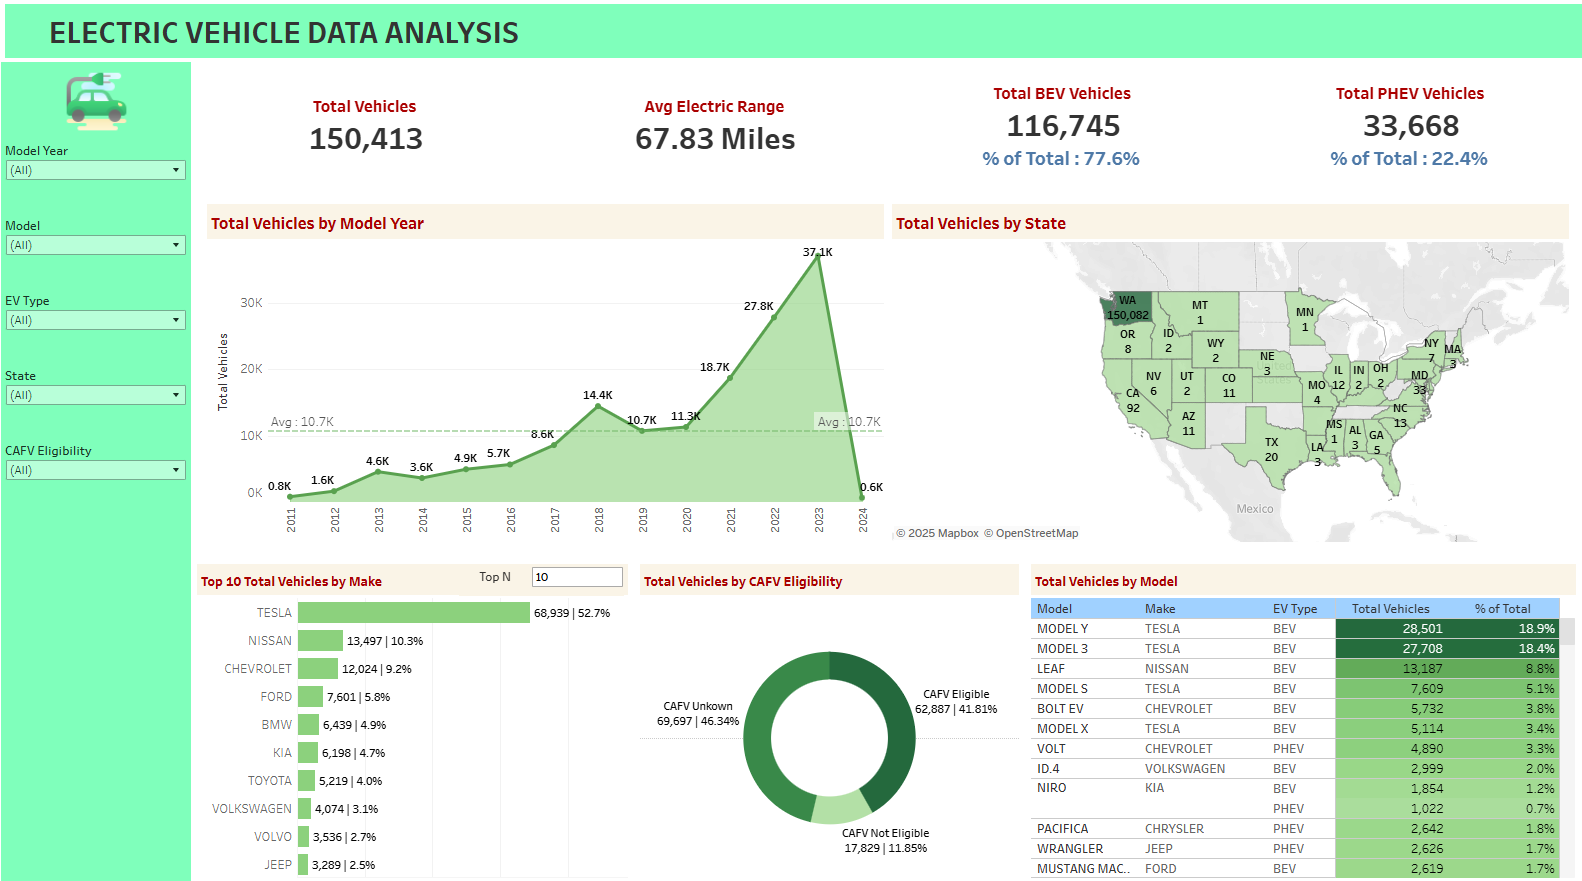 ELECTRIC VEHICLE DATA ANALYSIS
Model Year
(All)
Model
(All)
EV Type
(All)
State
(All)
CAFV Eligibility
(All)
Total Vehicles
150,413
Avg Electric Range
67.83 Miles
Total BEV Vehicles
116,745
% of Total : 77.6%
Total PHEV Vehicles
33,668
% of Total : 22.4%
Total Vehicles by Model Year
Total Vehicles
30K
20K
10K
0K
Avg : 10.7K
Avg : 10.7K
0.8K
1.6K
4.6K
3.6K
4.9K
5.7K
8.6K
14.4K
10.7K
11.3K
18.7K
27.8K
37.1K
0.6K
2011
2012
2013
2014
2015
2016
2017
2018
2019
2020
2021
2022
2023
2024
Total Vehicles by State
WA
150,082
MT
1
MN
1
OR
8
ID
2
WY
2
NE
3
NY
7
MA
3
NV
6
UT
2
CO
11
IL
12
IN
2
OH
2
MD
33
CA
92
MO
4
AZ
11
NC
13
TX
20
MS
1
AL
3
GA
5
LA
3
United
States
Mexico
© 2025 Mapbox © OpenStreetMap
Top 10 Total Vehicles by Make
Top N
10
TESLA 68,939 | 52.7%
NISSAN 13,497 | 10.3%
CHEVROLET 12,024 | 9.2%
FORD 7,601 | 5.8%
BMW 6,439 | 4.9%
KIA 6,198 | 4.7%
TOYOTA 5,219 | 4.0%
VOLKSWAGEN 4,074 | 3.1%
VOLVO 3,536 | 2.7%
JEEP 3,289 | 2.5%
Total Vehicles by CAFV Eligibility
CAFV Unkown
69,697 | 46.34%
CAFV Eligible
62,887 | 41.81%
CAFV Not Eligible
17,829 | 11.85%
Total Vehicles by Model
Model Make EV Type Total Vehicles % of Total
MODEL Y TESLA BEV 28,501 18.9%
MODEL 3 TESLA BEV 27,708 18.4%
LEAF NISSAN BEV 13,187 8.8%
MODEL S TESLA BEV 7,609 5.1%
BOLT EV CHEVROLET BEV 5,732 3.8%
MODEL X TESLA BEV 5,114 3.4%
VOLT CHEVROLET PHEV 4,890 3.3%
ID.4 VOLKSWAGEN BEV 2,999 2.0%
NIRO KIA BEV 1,854 1.2%
PHEV 1,022 0.7%
PACIFICA CHRYSLER PHEV 2,642 1.8%
WRANGLER JEEP PHEV 2,626 1.7%
MUSTANG MAC.. FORD BEV 2,619 1.7%